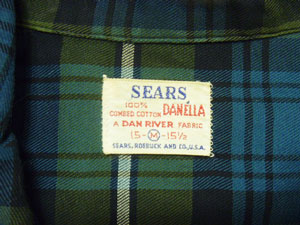 SEARS
100%
COMBED COTTON DANELLA
A DAN RIVER FABRIC
15- M -15½
SEARS, ROEBUCK AND CO., U.S.A.